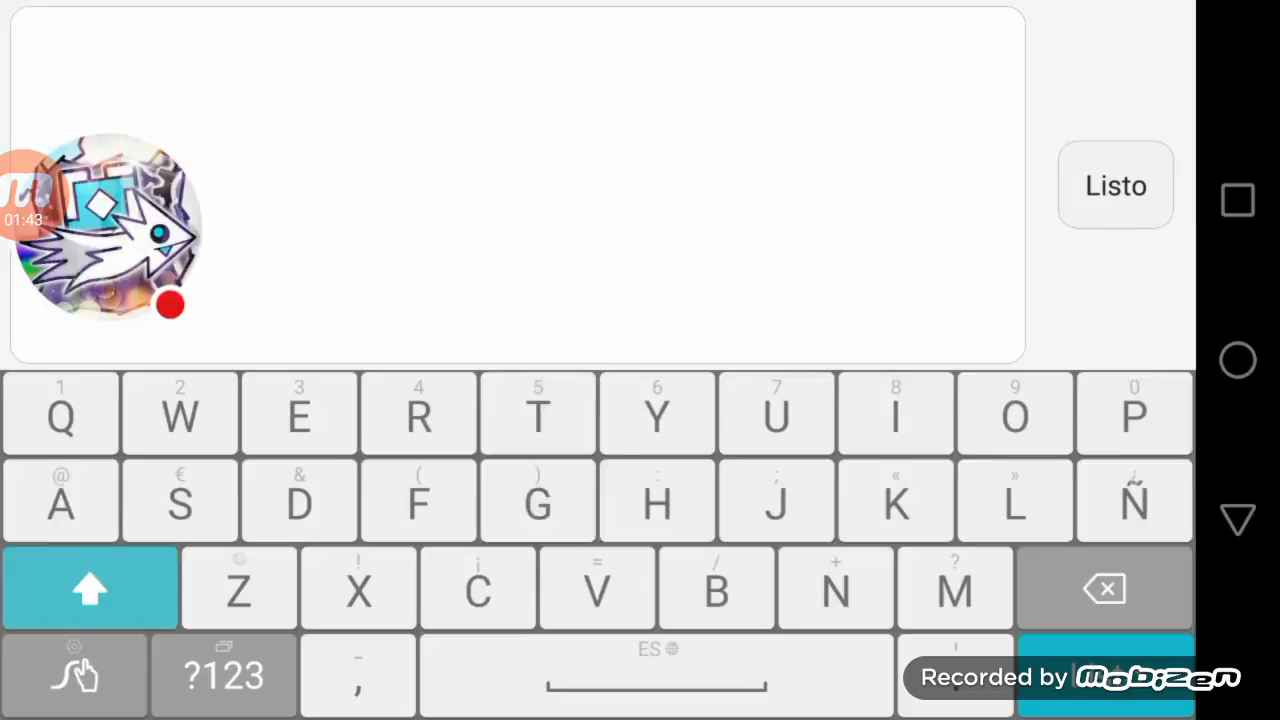 Listo
01:43
1 2 3 4 5 6 7 8 9 0
Q W E R T Y U I O P
@ € & ( ) : ; « » ¿
A S D F G H J K L Ñ
! ¡ = / + ?
Z X C V B N M
ES
?123 - , '
Recorded by mobizen